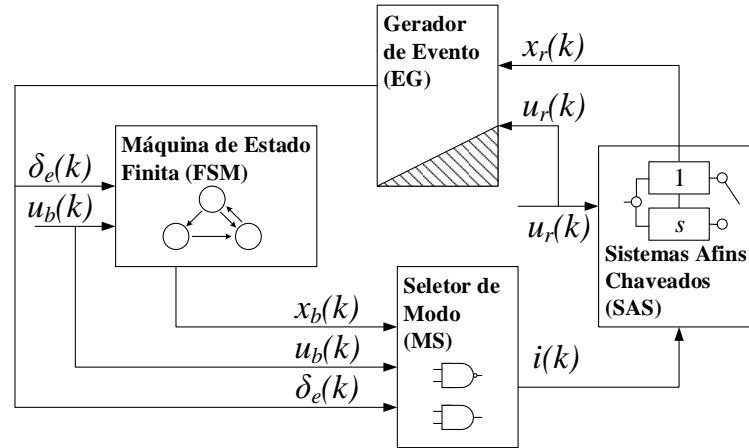 Gerador
de Evento
(EG)
x_r(k)
u_r(k)
Máquina de Estado
Finita (FSM)
δ_e(k)
u_b(k)
u_r(k)
1
s
Sistemas Afins
Chaveados
(SAS)
Seletor de
Modo
(MS)
x_b(k)
u_b(k)
δ_e(k)
i(k)